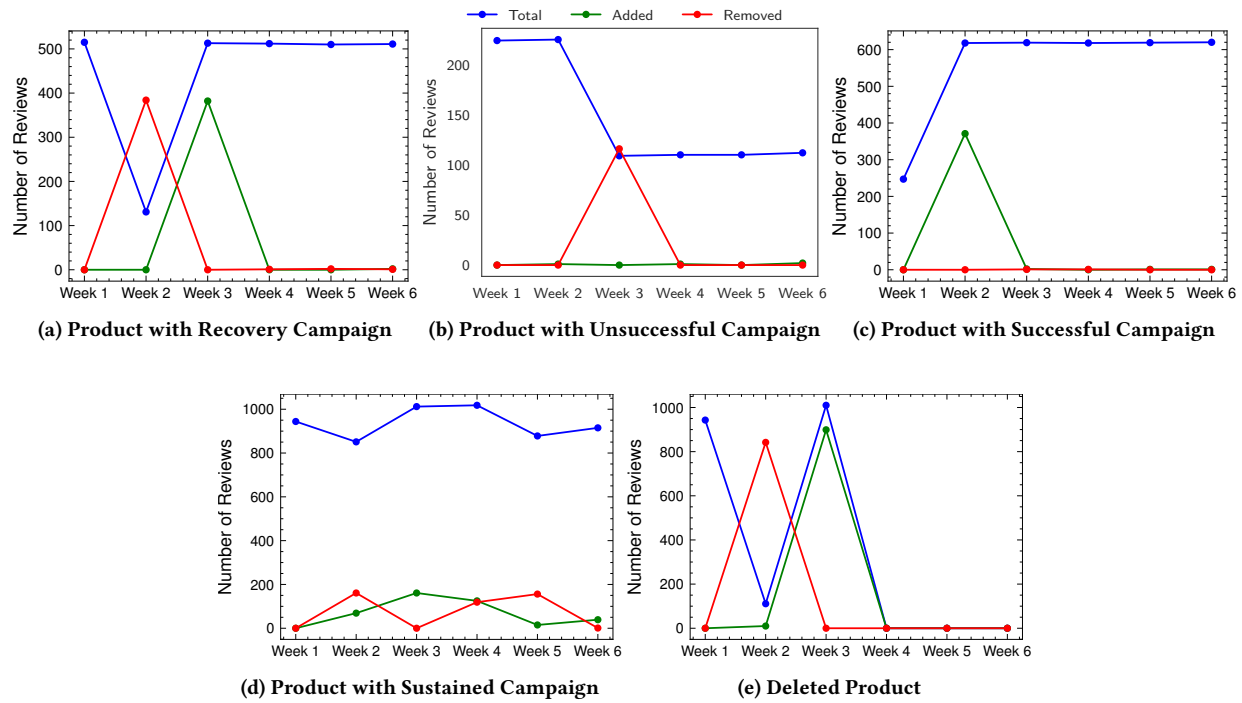 Total Added Removed
Number of Reviews
500
400
300
200
100
0
Week 1 Week 2 Week 3 Week 4 Week 5 Week 6
(a) Product with Recovery Campaign
Number of Reviews
200
150
100
50
0
Week 1 Week 2 Week 3 Week 4 Week 5 Week 6
(b) Product with Unsuccessful Campaign
Number of Reviews
600
500
400
300
200
100
0
Week 1 Week 2 Week 3 Week 4 Week 5 Week 6
(c) Product with Successful Campaign
Number of Reviews
1000
800
600
400
200
0
Week 1 Week 2 Week 3 Week 4 Week 5 Week 6
(d) Product with Sustained Campaign
Number of Reviews
1000
800
600
400
200
0
Week 1 Week 2 Week 3 Week 4 Week 5 Week 6
(e) Deleted Product